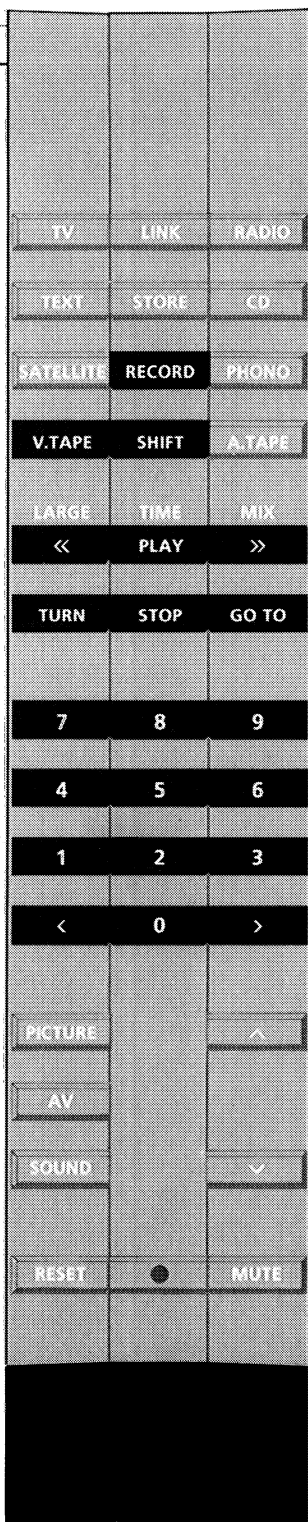 TV LINK RADIO
TEXT STORE CD
SATELLITE RECORD PHONO
V.TAPE SHIFT A.TAPE
LARGE TIME MIX
<< PLAY >>
TURN STOP GO TO
7 8 9
4 5 6
1 2 3
< 0 >
PICTURE
AV
SOUND
RESET MUTE